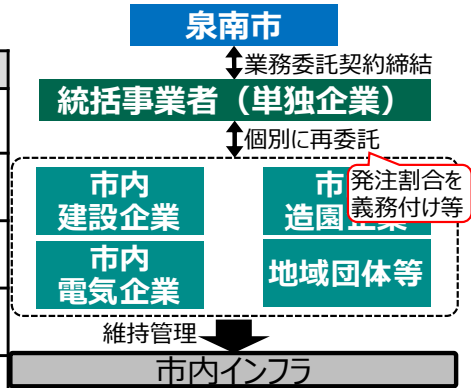 泉南市
業務委託契約締結
統括事業者（単独企業）
個別に再委託
発注割合を
義務付け等
市内
建設企業
市
造園企業
市内
電気企業
地域団体等
維持管理
市内インフラ